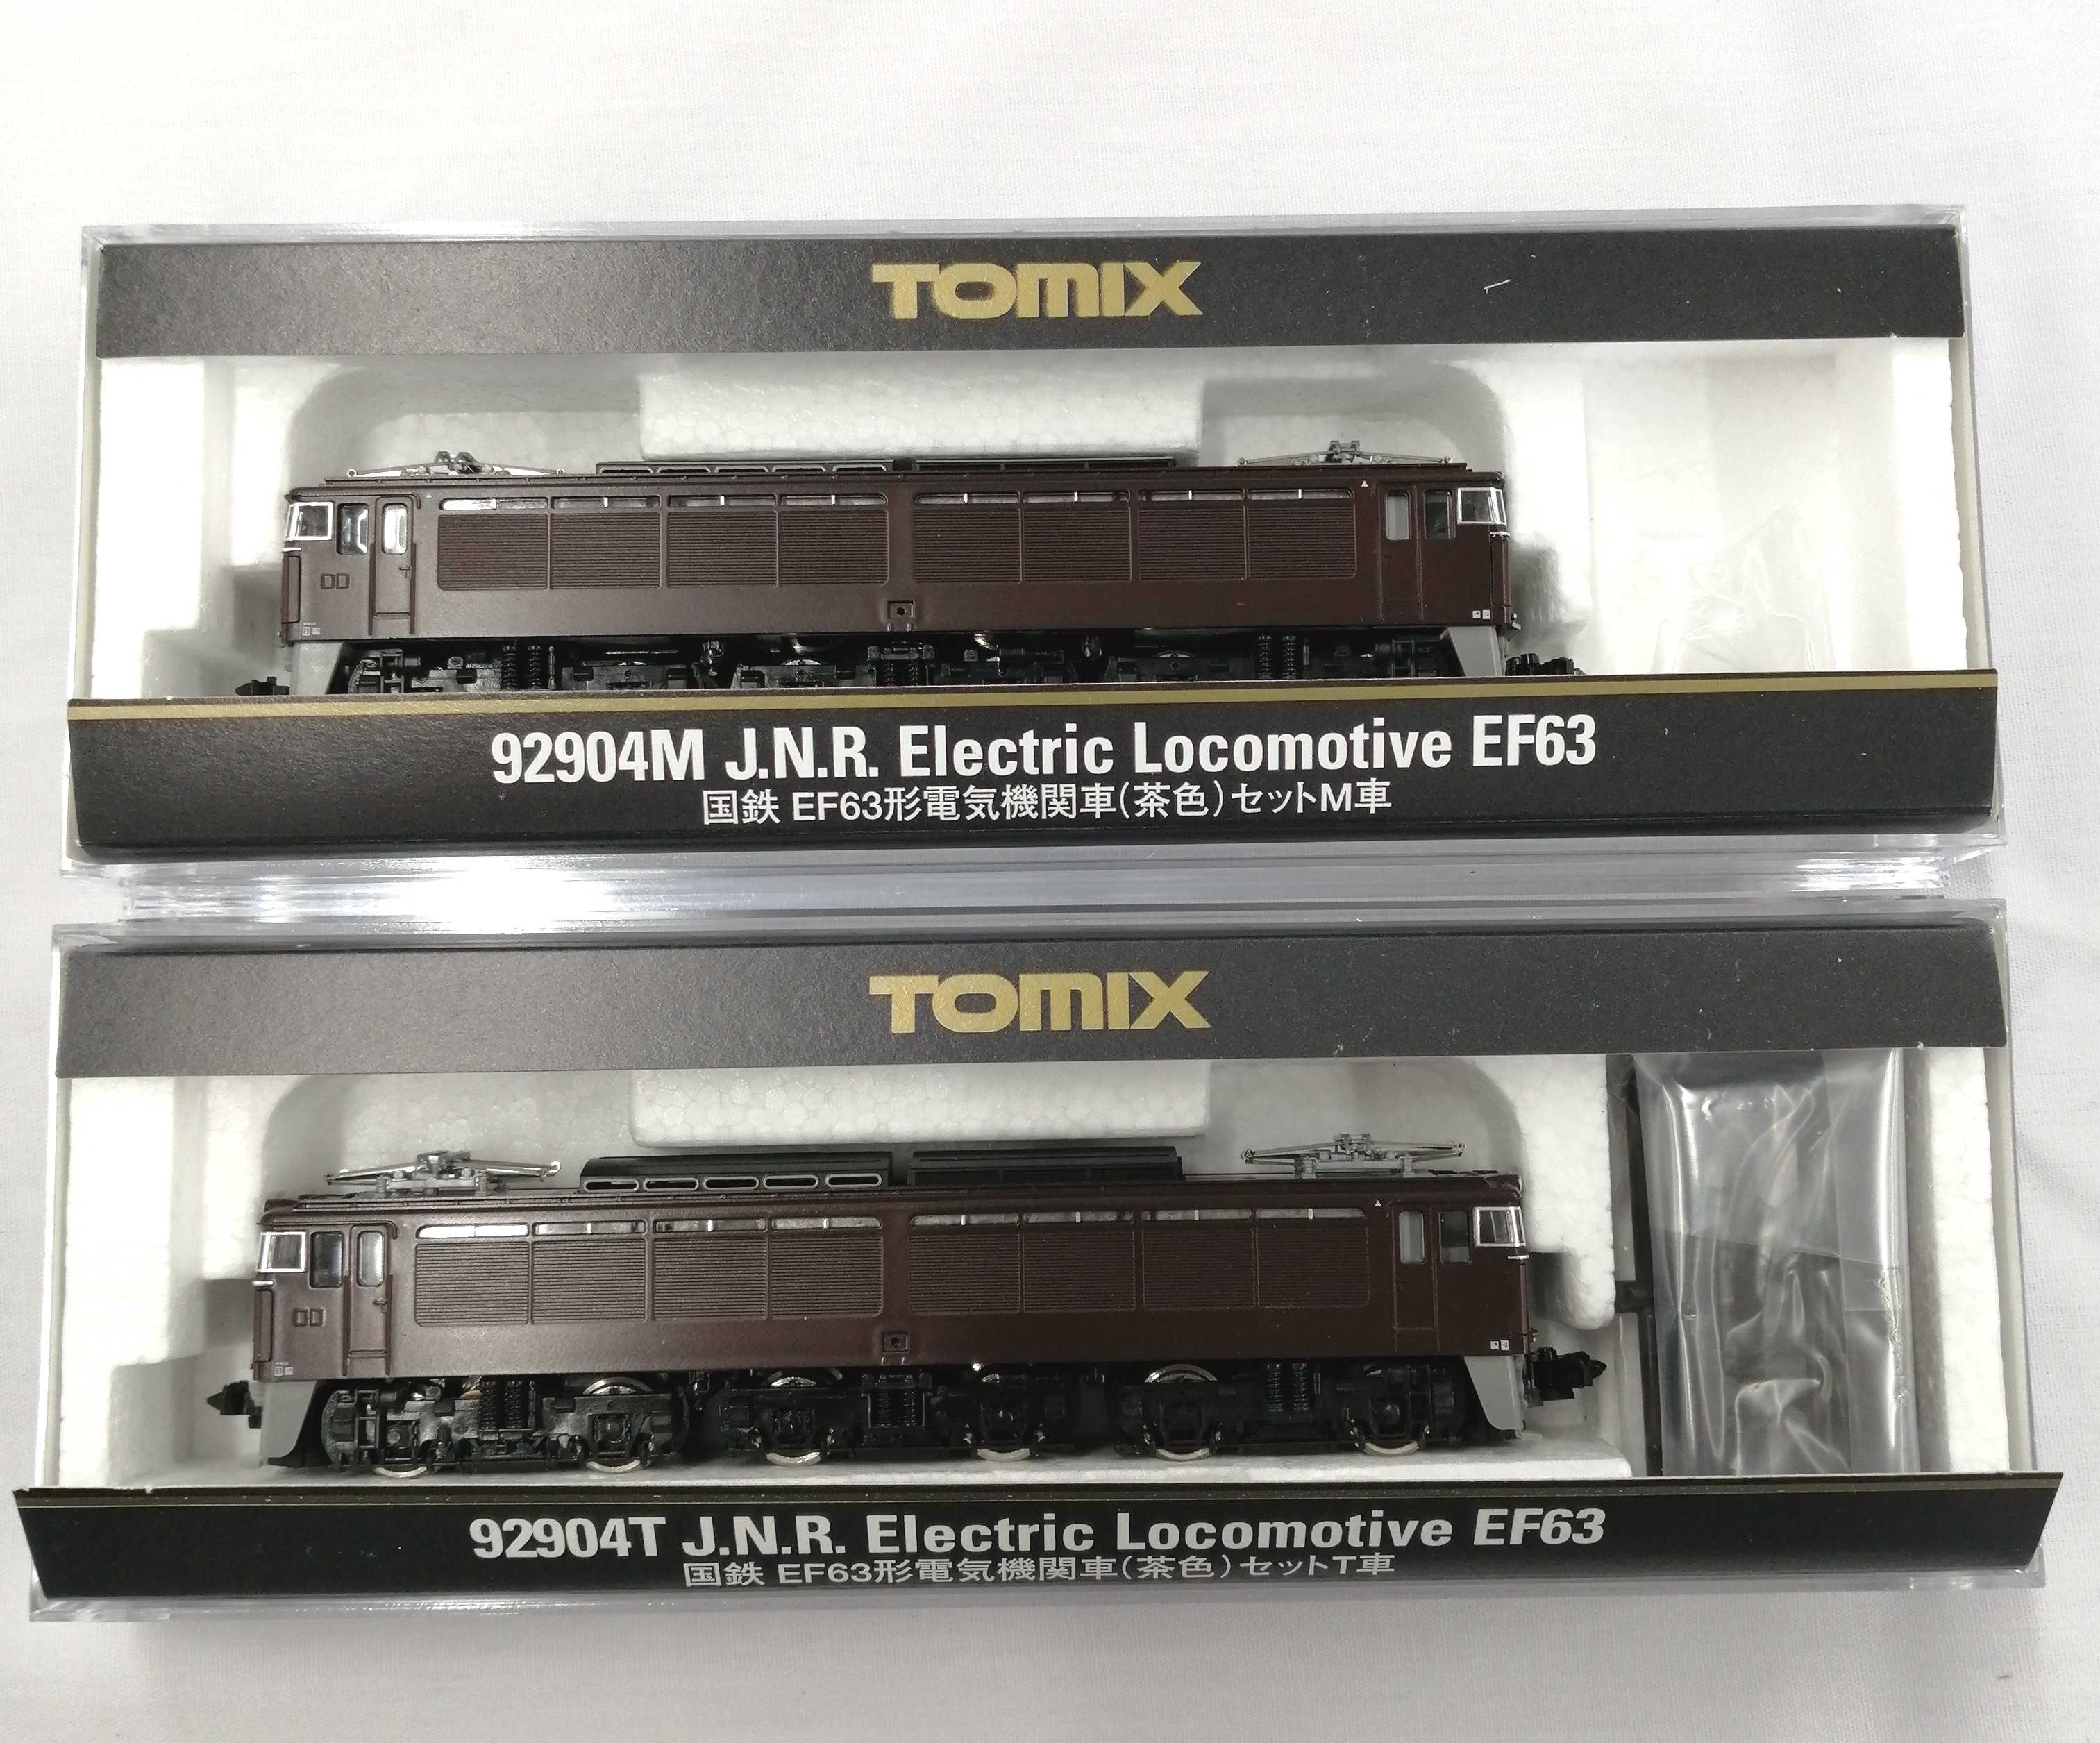 TOMIX
92904M J.N.R. Electric Locomotive EF63
国鉄 EF63形電気機関車(茶色)セットM車
TOMIX
92904T J.N.R. Electric Locomotive EF63
国鉄 EF63形電気機関車(茶色)セットT車